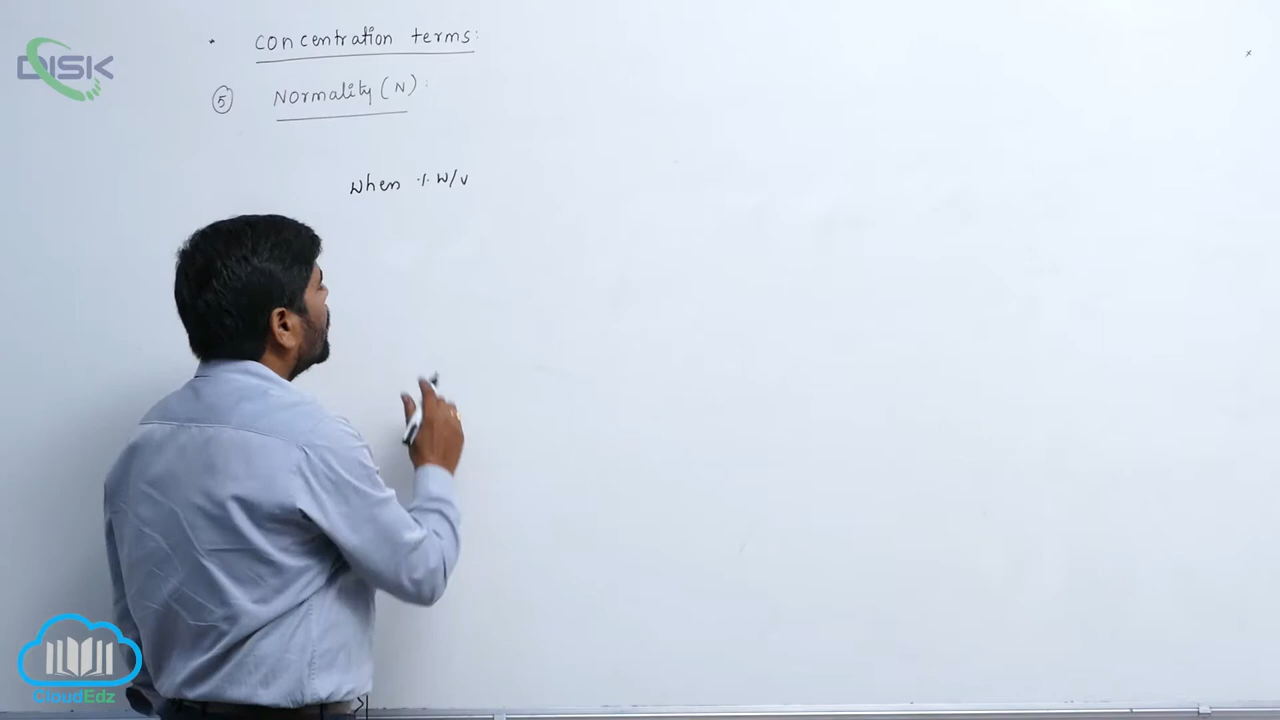 DISK
• Concentration terms:
5 Normality (N):
When % W/V
CloudEdz